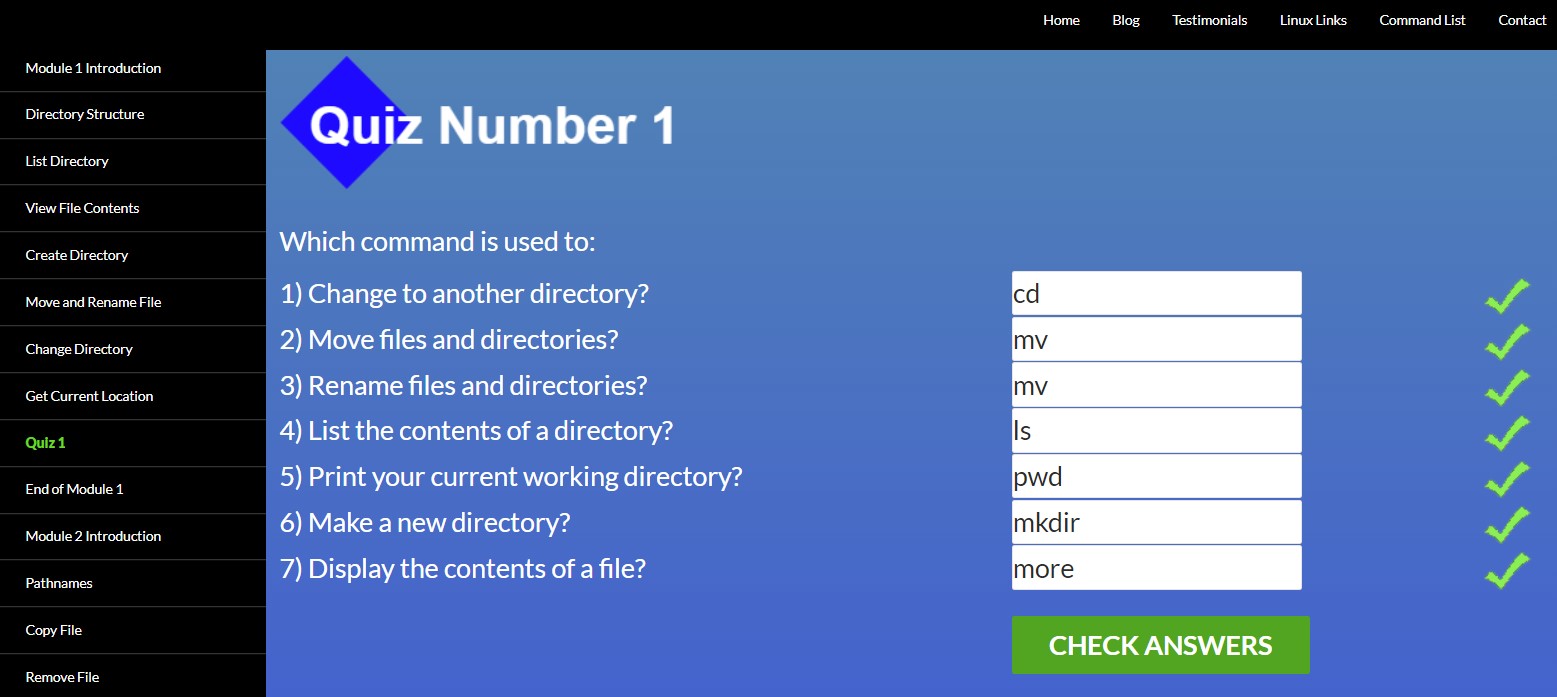 Home Blog Testimonials Linux Links Command List Contact
Module 1 Introduction
Directory Structure
List Directory
View File Contents
Create Directory
Move and Rename File
Change Directory
Get Current Location
Quiz 1
End of Module 1
Module 2 Introduction
Pathnames
Copy File
Remove File
Quiz Number 1
Which command is used to:
1) Change to another directory? cd
2) Move files and directories? mv
3) Rename files and directories? mv
4) List the contents of a directory? ls
5) Print your current working directory? pwd
6) Make a new directory? mkdir
7) Display the contents of a file? more
CHECK ANSWERS